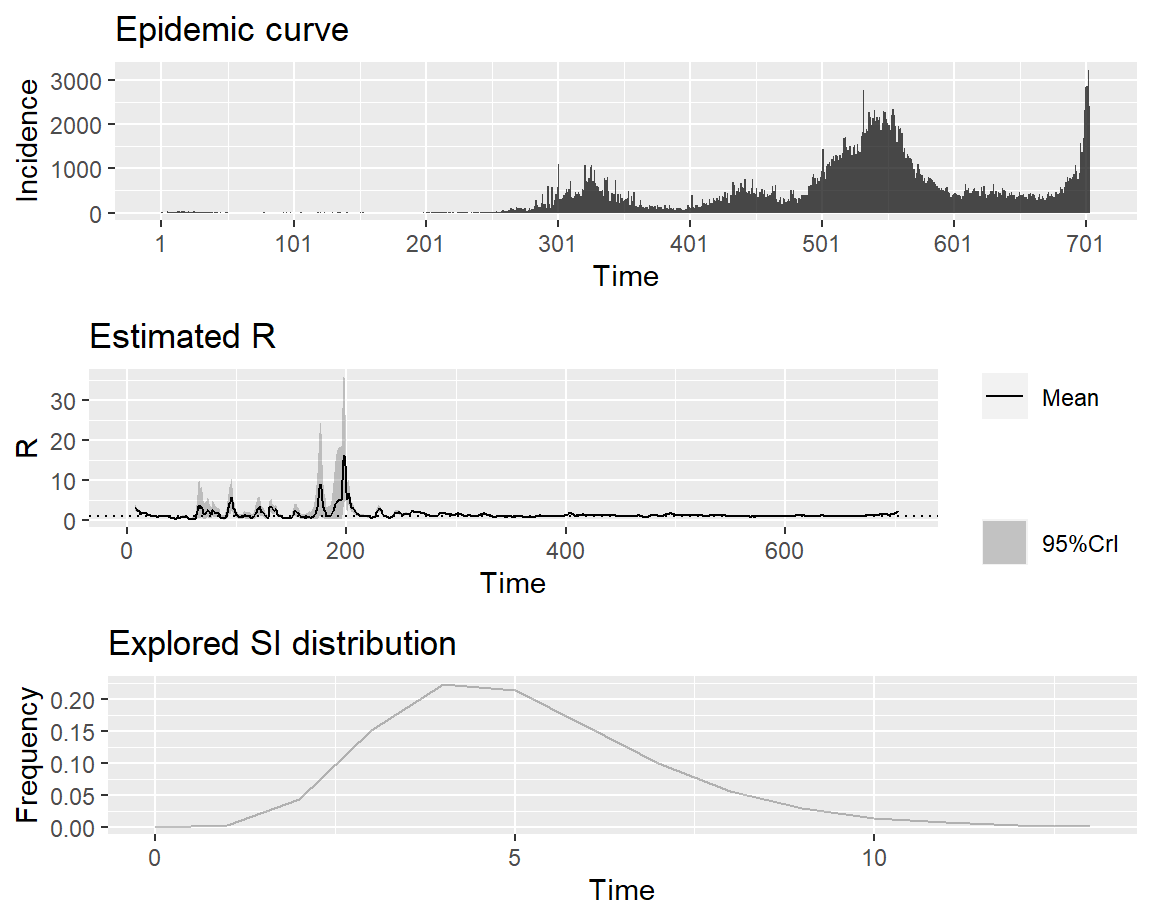 Epidemic curve
Incidence
3000
2000
1000
0
1 101 201 301 401 501 601 701
Time
Estimated R
R
30
20
10
0
0 200 400 600
Time
Mean
95%CrI
Explored SI distribution
Frequency
0.20
0.15
0.10
0.05
0.00
0 5 10
Time